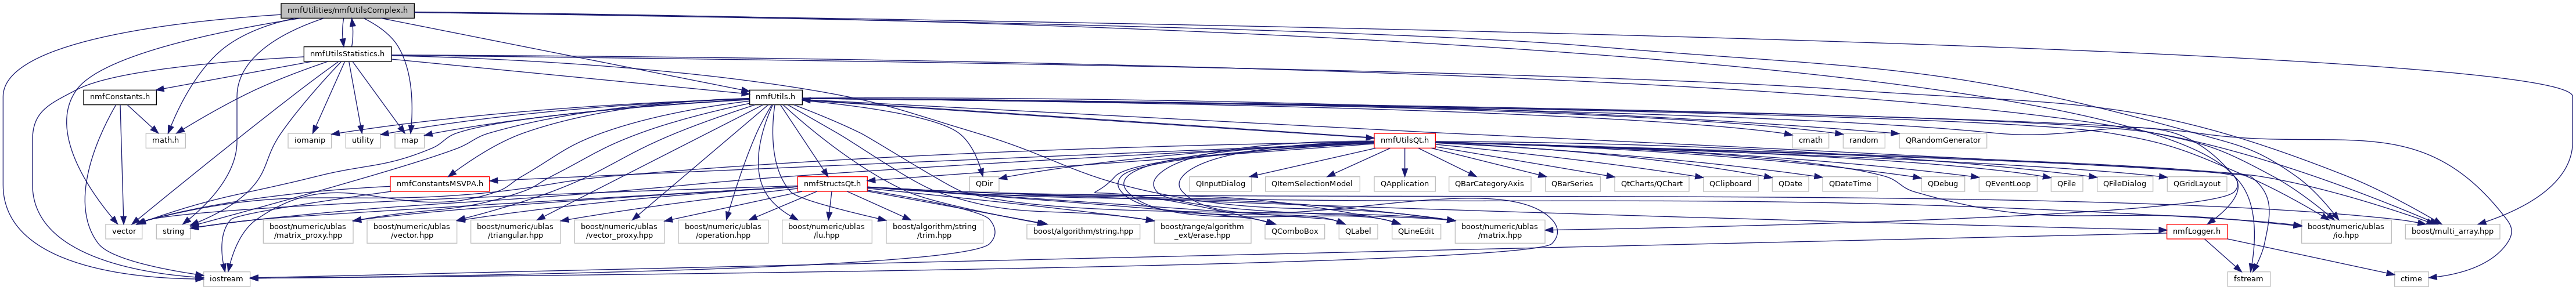 nmfUtilities/nmfUtilsComplex.h
nmfUtilsStatistics.h
nmfConstants.h
nmfUtils.h
math.h
iomanip
utility
map
nmfUtilsQt.h
cmath
random
QRandomGenerator
nmfConstantsMSVPA.h
nmfStructsQt.h
QDir
QInputDialog
QItemSelectionModel
QApplication
QBarCategoryAxis
QBarSeries
QtCharts/QChart
QClipboard
QDate
QDateTime
QDebug
QEventLoop
QFile
QFileDialog
QGridLayout
vector
string
boost/numeric/ublas
/matrix_proxy.hpp
boost/numeric/ublas
/vector.hpp
boost/numeric/ublas
/triangular.hpp
boost/numeric/ublas
/vector_proxy.hpp
boost/numeric/ublas
/operation.hpp
boost/numeric/ublas
/lu.hpp
boost/algorithm/string
/trim.hpp
boost/algorithm/string.hpp
boost/range/algorithm
_ext/erase.hpp
QComboBox
QLabel
QLineEdit
boost/numeric/ublas
/matrix.hpp
nmfLogger.h
boost/numeric/ublas
/io.hpp
boost/multi_array.hpp
iostream
fstream
ctime